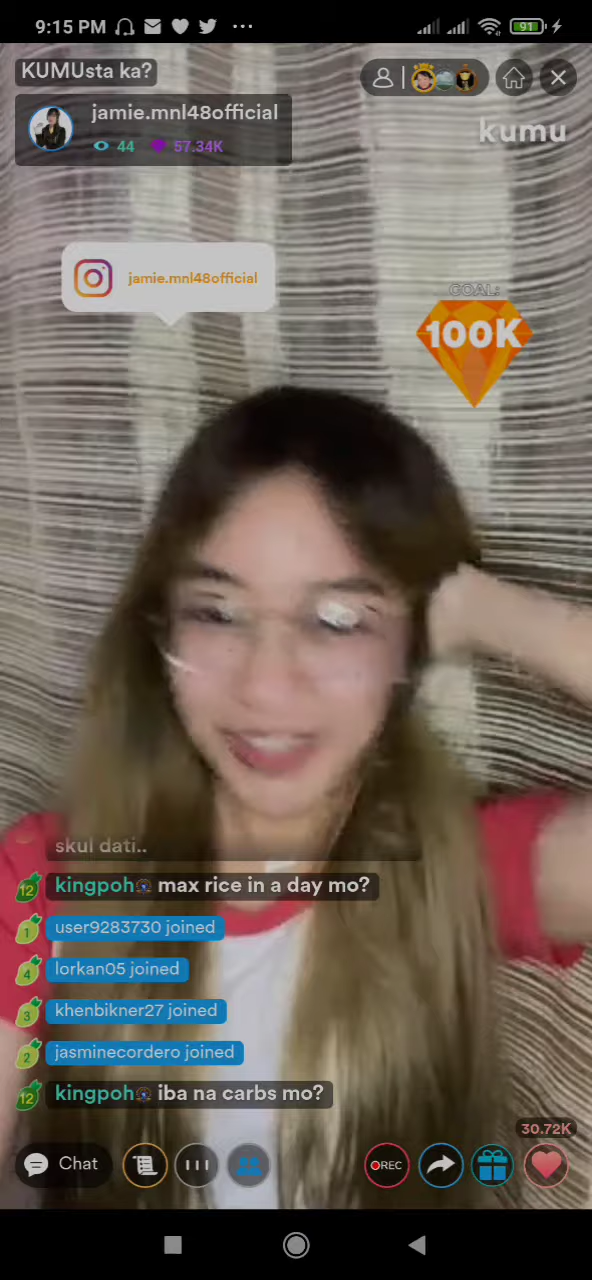 9:15 PM
91
KUMUsta ka?
jamie.mnl48official
44
57.34K
kumu
jamie.mnl48official
GOAL:
100K
skul dati..
12 kingpoh max rice in a day mo?
1 user9283730 joined
4 lorkan05 joined
3 khenbikner27 joined
2 jasminecordero joined
12 kingpoh iba na carbs mo?
30.72K
Chat
REC